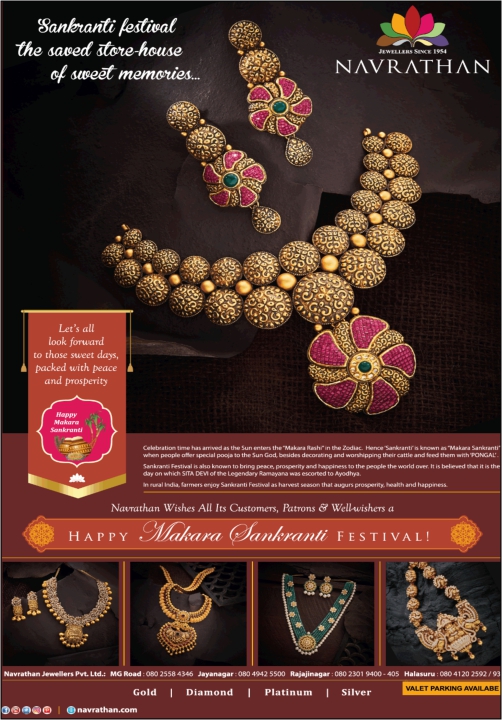 Sankranti festival
the saved store-house
of sweet memories...
JEWELLERS SINCE 1954
NAVRATHAN
Let's all
look forward
to those sweet days,
packed with peace
and prosperity
Happy
Makara
Sankranti
Celebration time has arrived as the Sun enters the "Makara Rashi" in the Zodiac. Hence 'Sankranti' is known as "Makara Sankranti"
when people offer special pooja to the Sun God, besides decorating and worshipping their cattle and feed them with 'PONGAL'.
Sankranti Festival is also known to bring peace, prosperity and happiness to the people the world over. It is believed that it is the
day on which SITA DEVI of the Legendary Ramayana was escorted to Ayodhya.
In rural India, farmers enjoy Sankranti Festival as harvest season that augurs prosperity, health and happiness.
Navrathan Wishes All Its Customers, Patrons & Well-wishers a
HAPPY Makara Sankranti FESTIVAL!
Navrathan Jewellers Pvt. Ltd.: MG Road : 080 2558 4346 Jayanagar : 080 4942 5500 Rajajinagar : 080 2301 9400 - 405 Halasuru : 080 4120 2592 / 93
Gold | Diamond | Platinum | Silver
VALET PARKING AVAILABE
navrathan.com